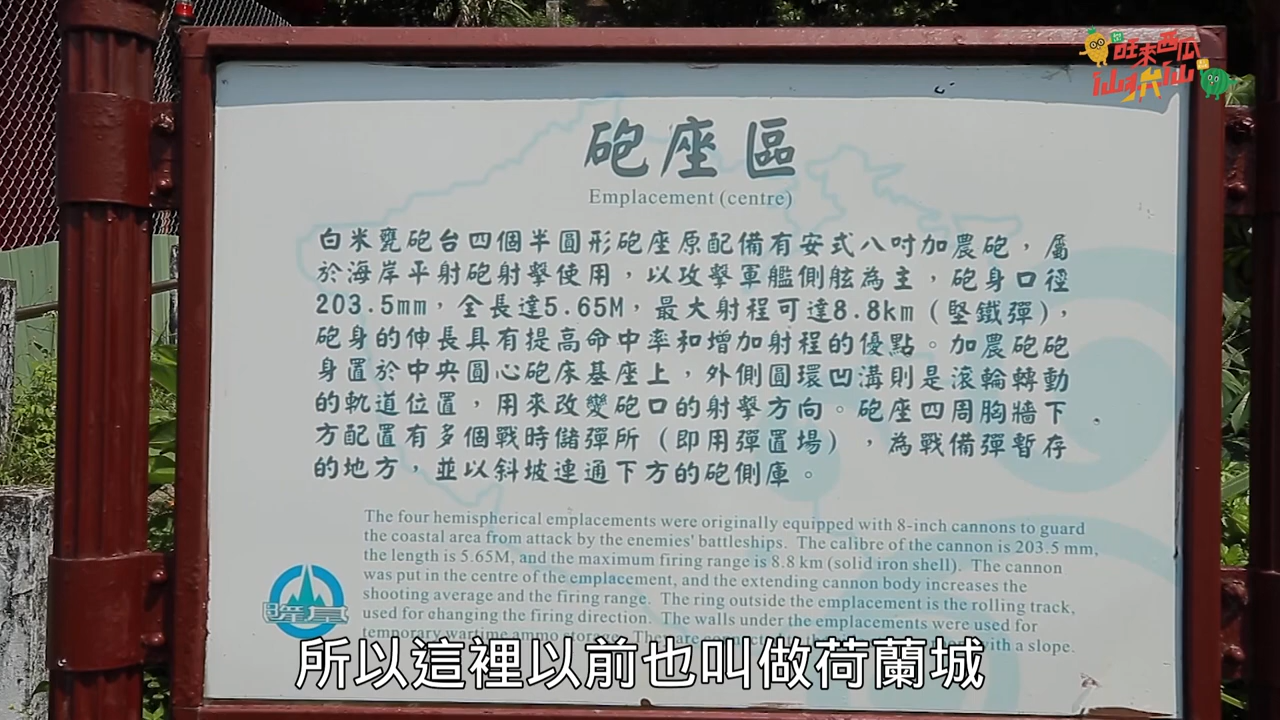 旺來西瓜
仙拚仙
砲座區
Emplacement (centre)
白米甕砲台四個半圓形砲座原配備有安式八吋加農砲，屬
於海岸平射砲射擊使用，以攻擊軍艦側舷為主，砲身口徑
203.5mm，全長達5.65M，最大射程可達8.8km（堅鐵彈），
砲身的伸長具有提高命中率和增加射程的優點。加農砲砲
身置於中央圓心砲床基座上，外側圓環凹溝則是滾輪轉動
的軌道位置，用來改變砲口的射擊方向。砲座四周胸牆下
方配置有多個戰時儲彈所（即用彈置場），為戰備彈暫存
的地方，並以斜坡連通下方的砲側庫。
The four hemispherical emplacements were originally equipped with 8-inch cannons to guard
the coastal area from attack by the enemies' battleships. The calibre of the cannon is 203.5 mm,
the length is 5.65M, and the maximum firing range is 8.8 km (solid iron shell). The cannon
was put in the centre of the emplacement, and the extending cannon body increases the
shooting average and the firing range. The ring outside the emplacement is the rolling track,
used for changing the firing direction. The walls under the emplacements were used for
temporary wartime ammo storage. They are connected with a slope.
所以這裡以前也叫做荷蘭城